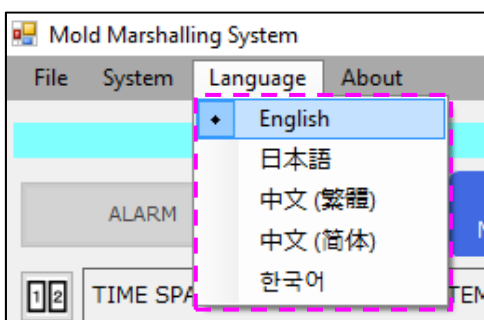 Mold Marshalling System
File System Language About
English
日本語
中文 (繁體)
ALARM
中文 (简体)
한국어
12 TIME